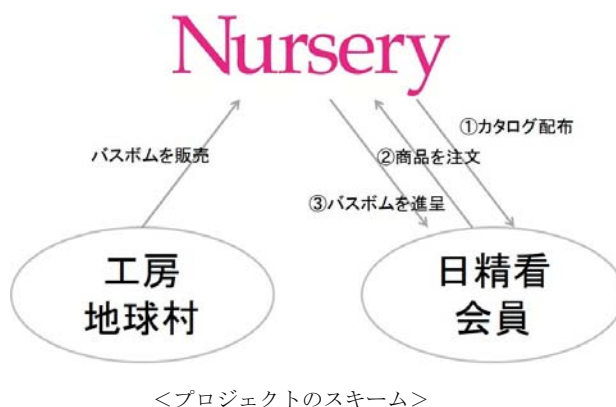 Nursery
①カタログ配布
バスボムを販売
②商品を注文
③バスボムを進呈
工房
地球村
日精看
会員
＜プロジェクトのスキーム＞